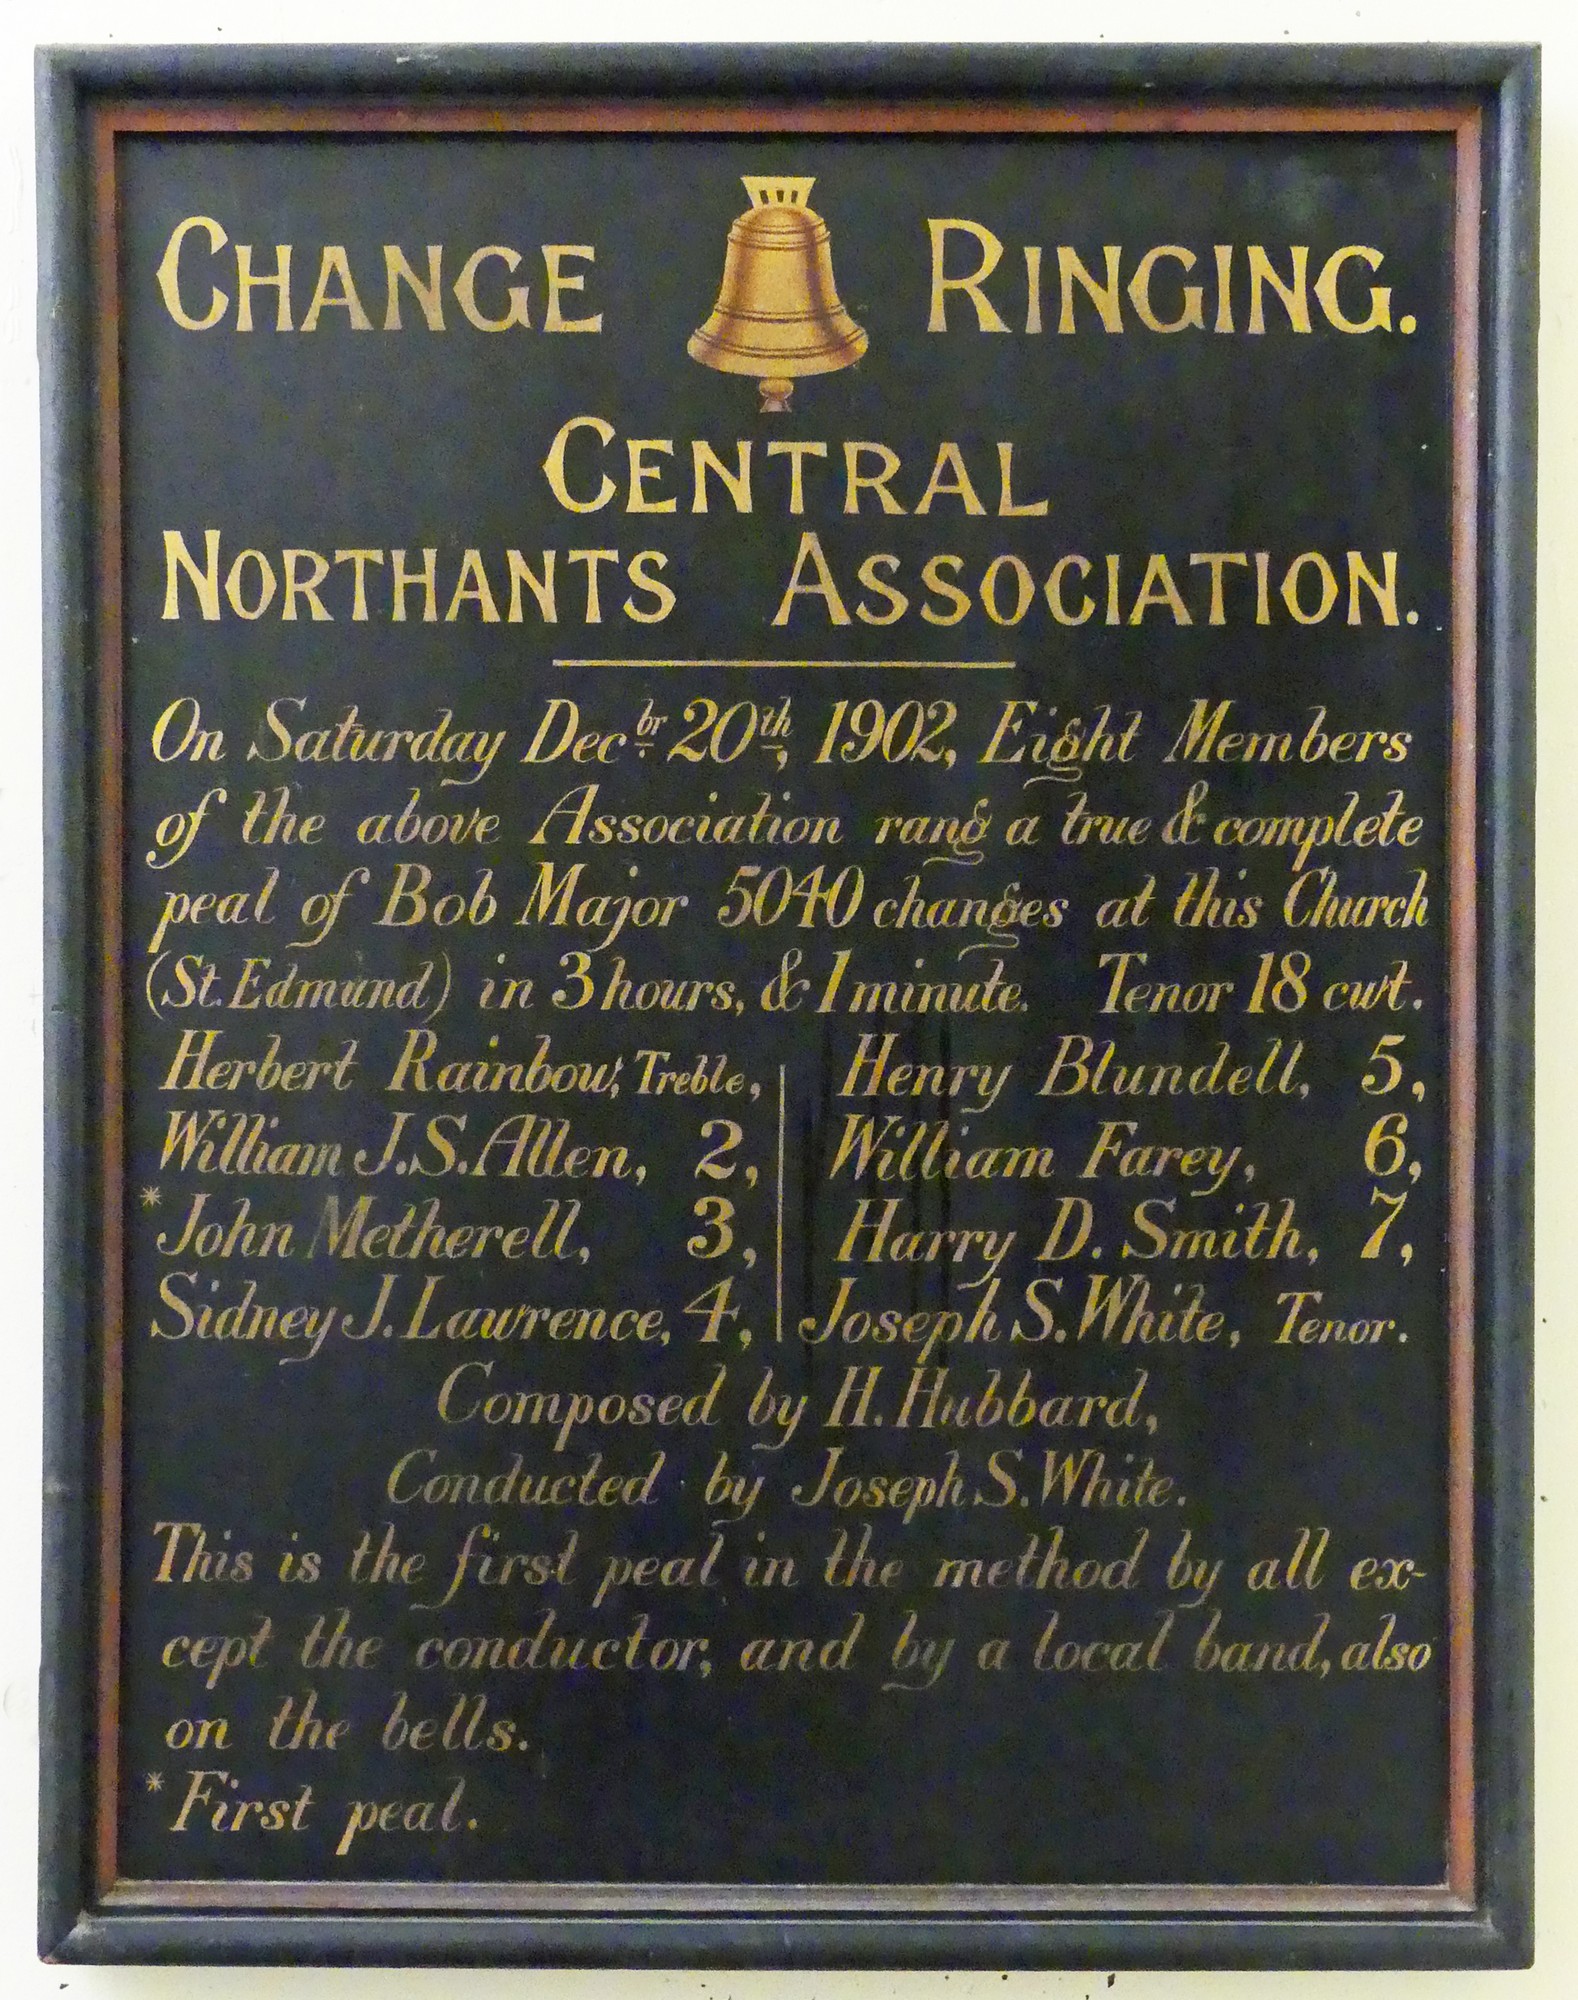 CHANGE RINGING.
CENTRAL
NORTHANTS ASSOCIATION.
On Saturday Decbr 20th, 1902, Eight Members
of the above Association rang a true & complete
peal of Bob Major 5040 changes at this Church
(St. Edmund) in 3 hours, & 1 minute. Tenor 18 cwt.
Herbert Rainbow, Treble, Henry Blundell, 5,
William J.S. Allen, 2, William Farey, 6,
*John Metherell, 3, Harry D. Smith, 7,
Sidney J. Lawrence, 4, Joseph S. White, Tenor.
Composed by H. Hubbard,
Conducted by Joseph S. White.
This is the first peal in the method by all ex-
cept the conductor, and by a local band, also
on the bells.
*First peal.